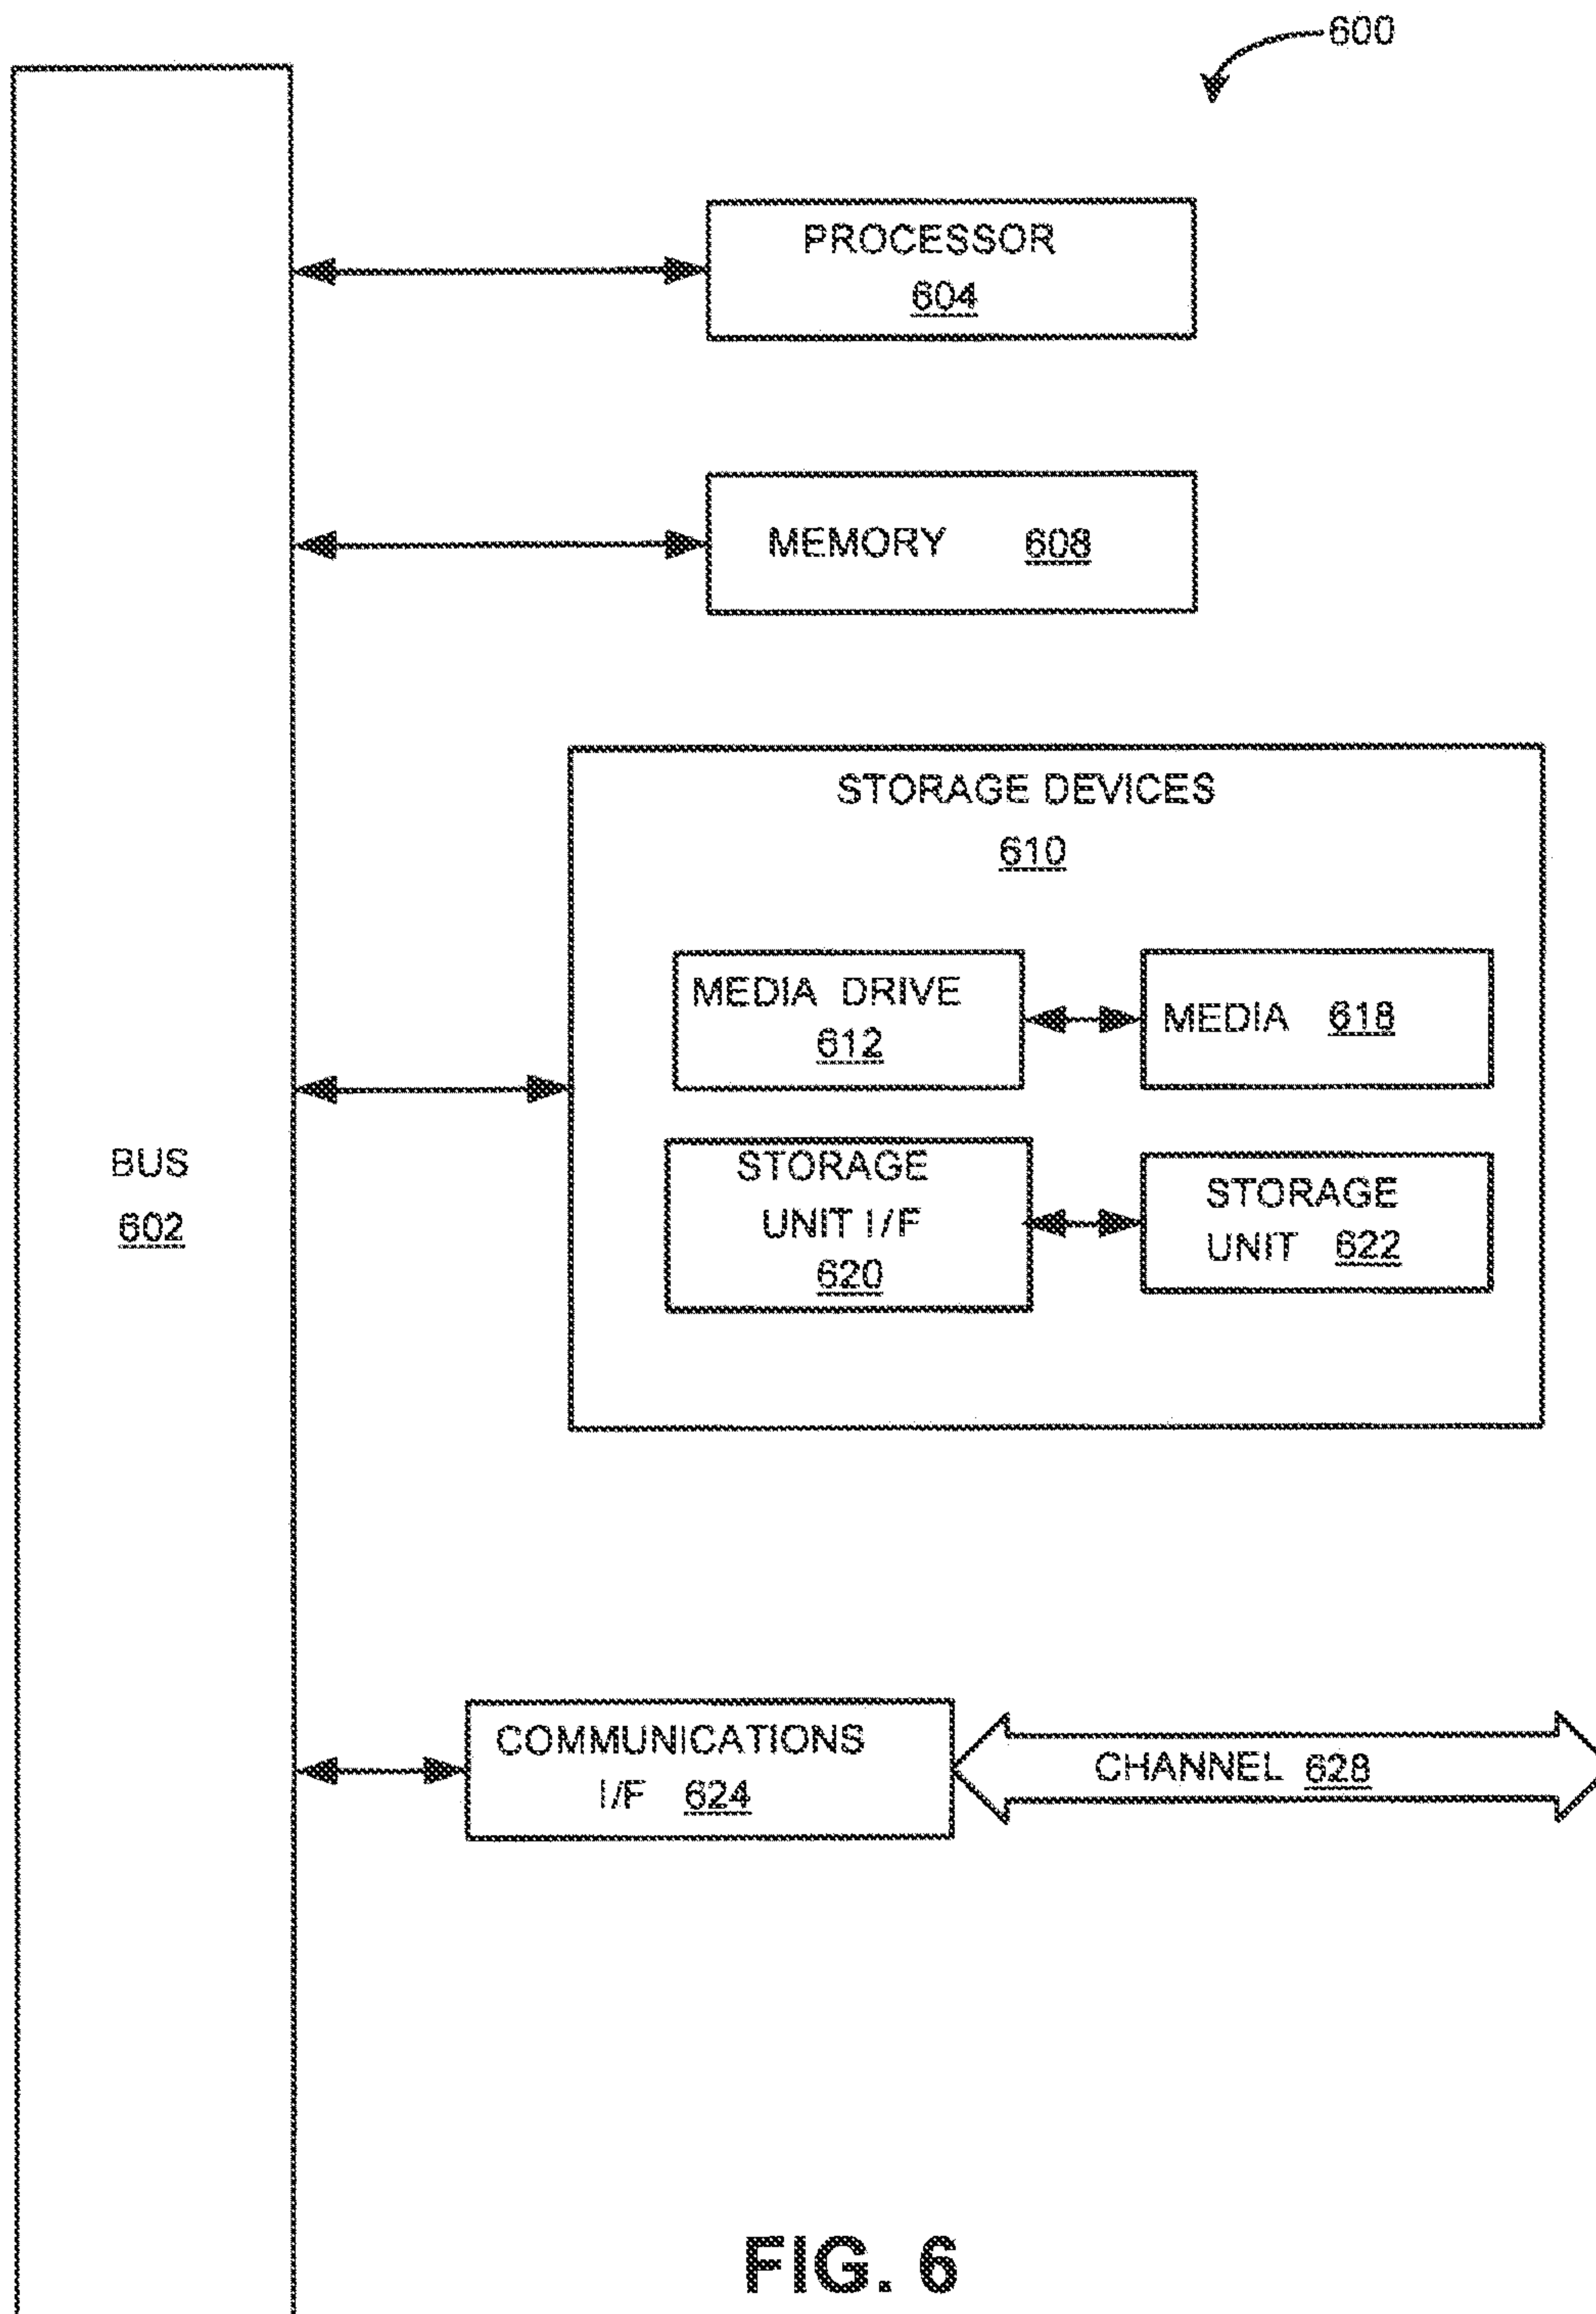 600
PROCESSOR
604
MEMORY 608
STORAGE DEVICES
610
MEDIA DRIVE
612
MEDIA 618
STORAGE
UNIT I/F
620
STORAGE
UNIT 622
BUS
602
COMMUNICATIONS
I/F 624
CHANNEL 628
FIG. 6